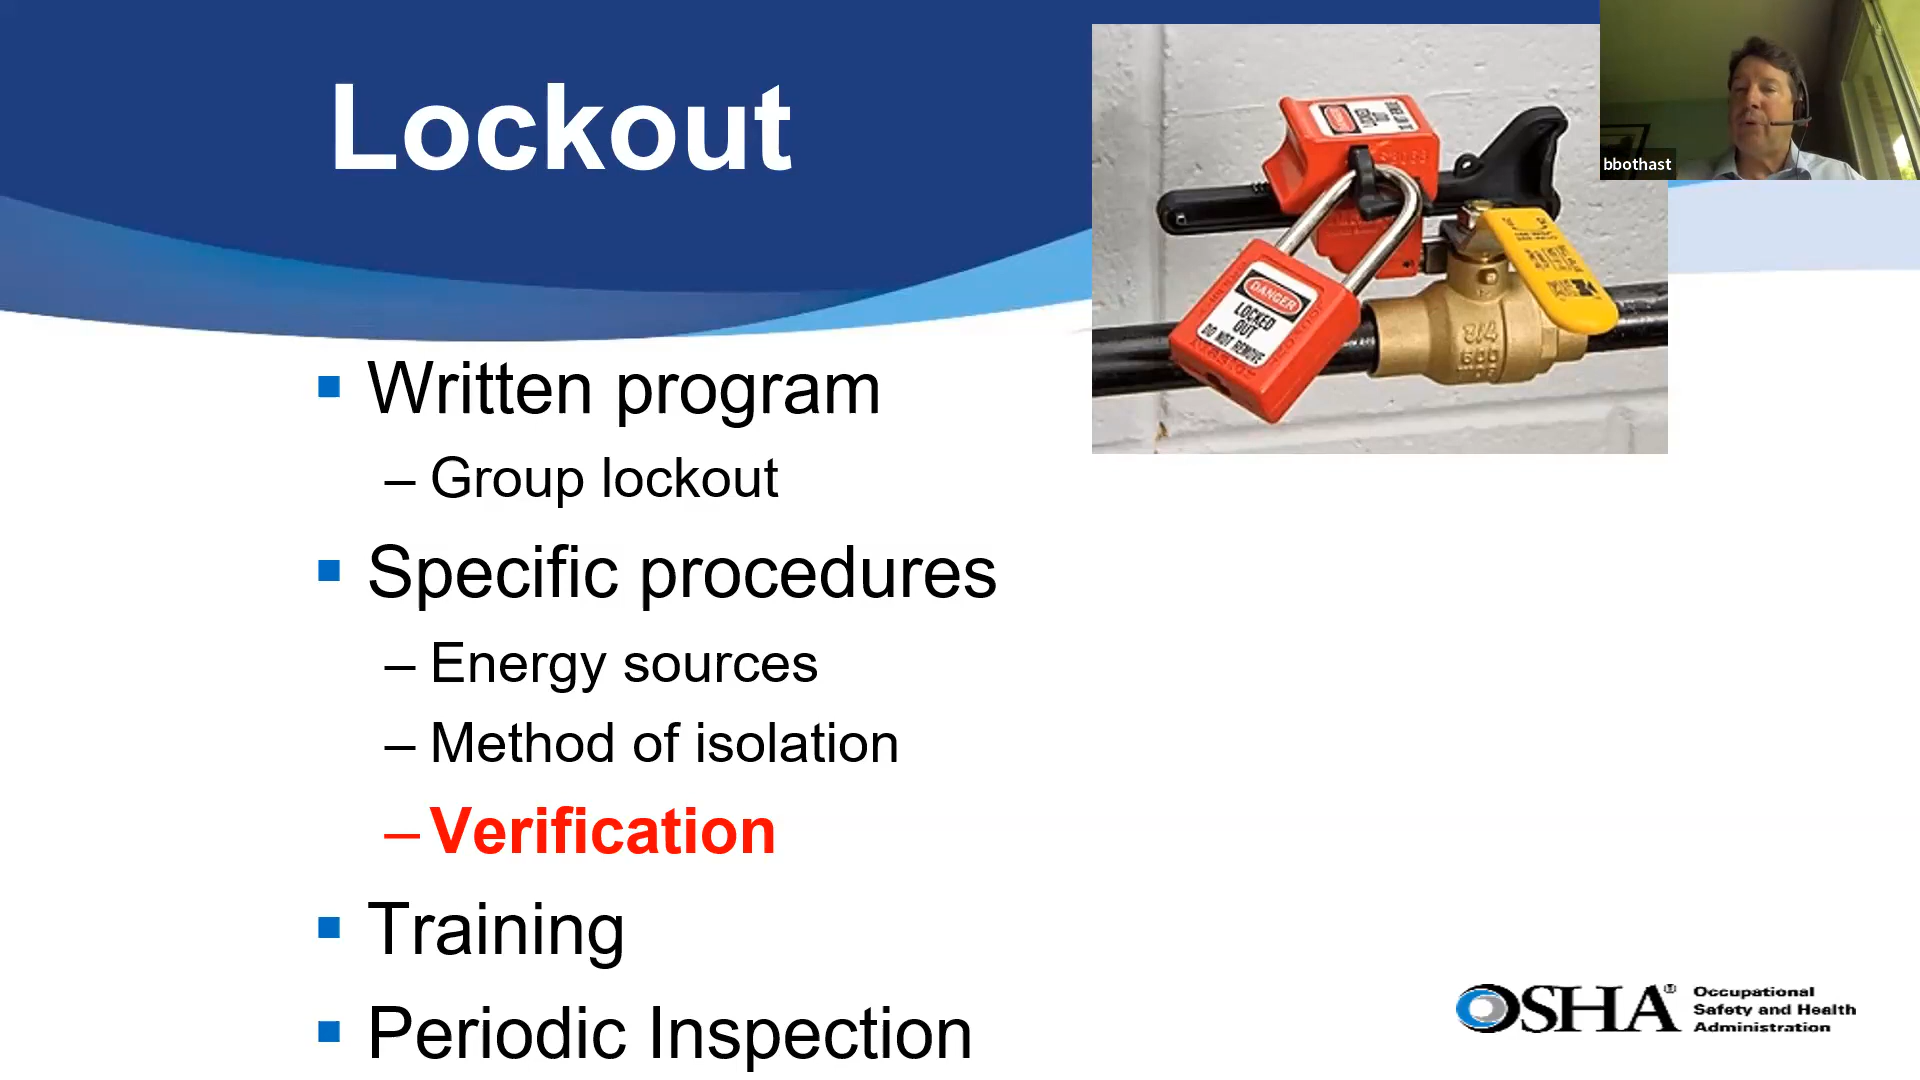 Lockout
bbothast
DANGER
LOCKED
OUT
DO NOT REMOVE
3/4
600
▪ Written program
– Group lockout
▪ Specific procedures
– Energy sources
– Method of isolation
– Verification
▪ Training
▪ Periodic Inspection
OSHA®
Occupational
Safety and Health
Administration